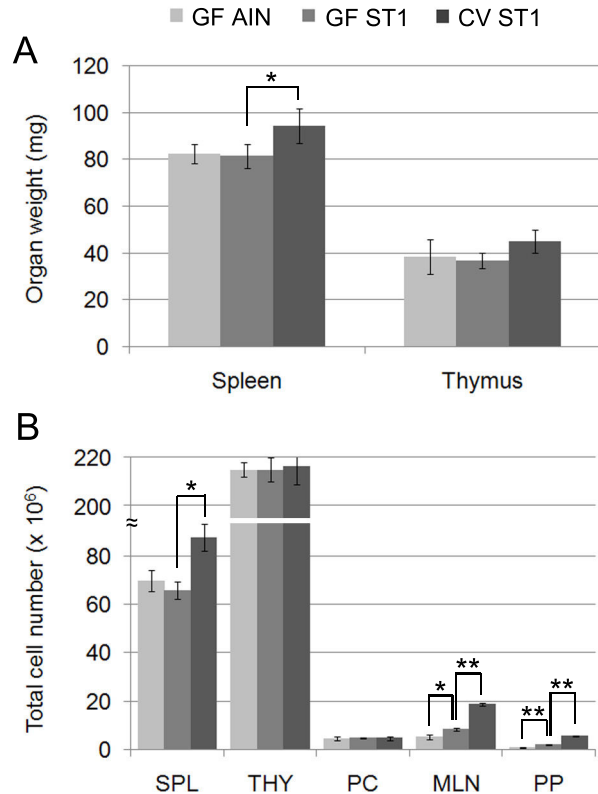 GF AIN GF ST1 CV ST1
A
Organ weight (mg)
120
100
80
60
40
20
0
*
Spleen Thymus
B
Total cell number (x 10⁶)
220
200
≈
80
60
40
20
0
*
* ** ** **
SPL THY PC MLN PP